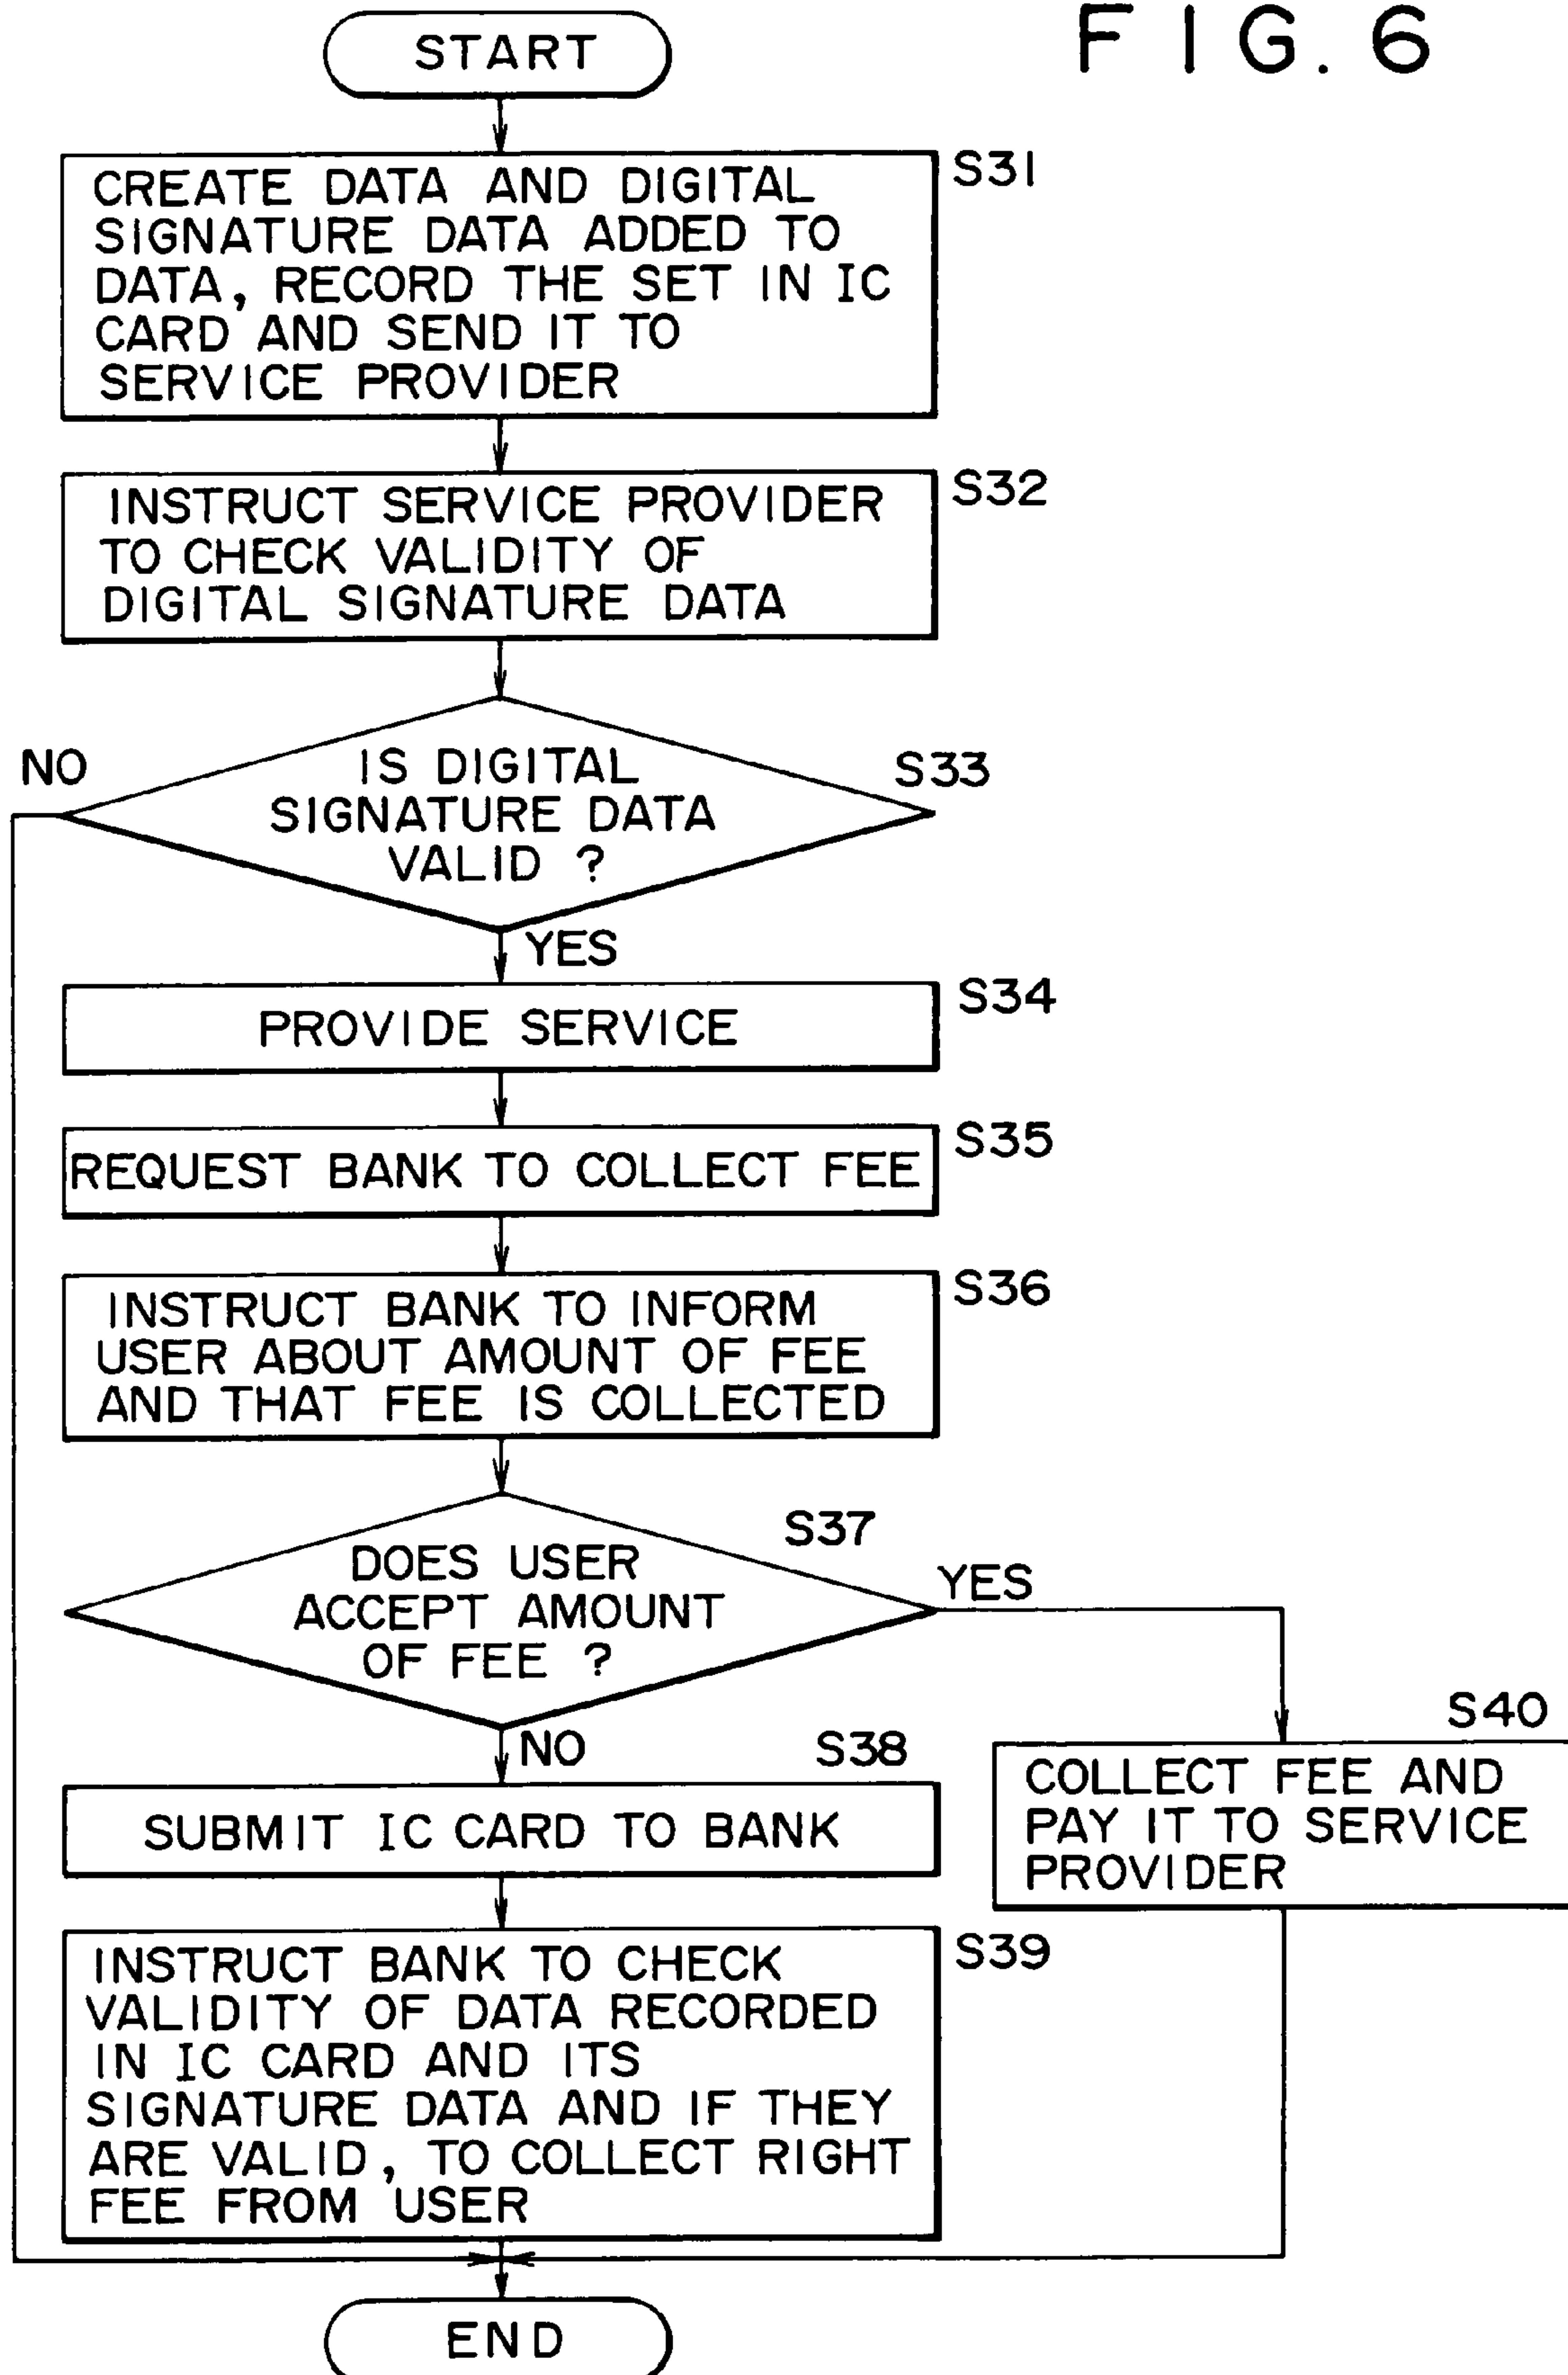 FIG. 6
START
S31
CREATE DATA AND DIGITAL
SIGNATURE DATA ADDED TO
DATA, RECORD THE SET IN IC
CARD AND SEND IT TO
SERVICE PROVIDER
S32
INSTRUCT SERVICE PROVIDER
TO CHECK VALIDITY OF
DIGITAL SIGNATURE DATA
NO
S33
IS DIGITAL
SIGNATURE DATA
VALID ?
YES
S34
PROVIDE SERVICE
S35
REQUEST BANK TO COLLECT FEE
S36
INSTRUCT BANK TO INFORM
USER ABOUT AMOUNT OF FEE
AND THAT FEE IS COLLECTED
S37
DOES USER
ACCEPT AMOUNT
OF FEE ?
YES
NO
S38
SUBMIT IC CARD TO BANK
S40
COLLECT FEE AND
PAY IT TO SERVICE
PROVIDER
S39
INSTRUCT BANK TO CHECK
VALIDITY OF DATA RECORDED
IN IC CARD AND ITS
SIGNATURE DATA AND IF THEY
ARE VALID, TO COLLECT RIGHT
FEE FROM USER
END